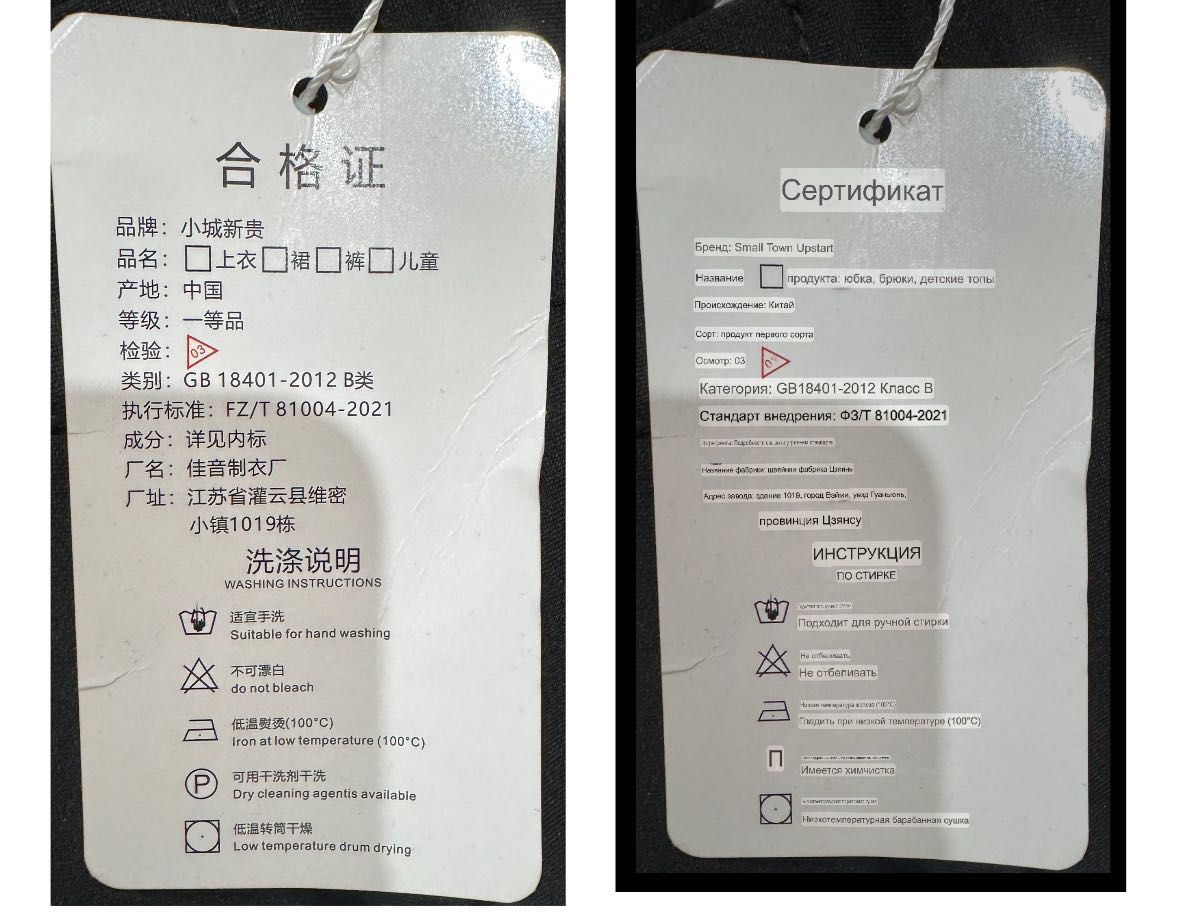 合格证
品牌：小城新贵
品名：□上衣□裙□裤□儿童
产地：中国
等级：一等品
检验：03
类别：GB 18401-2012 B类
执行标准：FZ/T 81004-2021
成分：详见内标
厂名：佳音制衣厂
厂址：江苏省灌云县维密
小镇1019栋
洗涤说明
WASHING INSTRUCTIONS
适宜手洗
Suitable for hand washing
不可漂白
do not bleach
低温熨烫(100°C)
Iron at low temperature (100°C)
P
可用干洗剂干洗
Dry cleaning agentis available
低温转筒干燥
Low temperature drum drying
Сертификат
Бренд: Small Town Upstart
Название □ продукта: юбка, брюки, детские топы
Происхождение: Китай
Сорт: продукт первого сорта
Осмотр: 03 03
Категория: GB18401-2012 Класс B
Стандарт внедрения: ФЗ/Т 81004-2021
Название фабрики: швейная фабрика Цзяинь
Адрес завода: здание 1019, город Вэйми, уезд Гуаньюнь,
провинция Цзянсу
ИНСТРУКЦИЯ
ПО СТИРКЕ
Подходит для ручной стирки
Не отбеливать
Не отбеливать
Низкая температура железа (100°C)
Гладить при низкой температуре (100°C)
П
Имеется химчистка
Низкотемпературная барабанная сушка